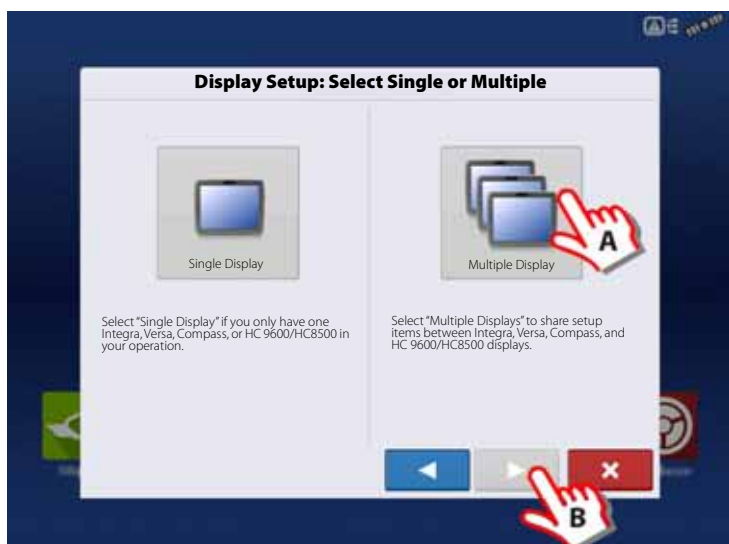 Display Setup: Select Single or Multiple
Single Display
Select "Single Display" if you only have one
Integra, Versa, Compass, or HC 9600/HC8500 in
your operation.
Multiple Display
Select "Multiple Displays" to share setup
items between Integra, Versa, Compass, and
HC 9600/HC8500 displays.
A
B